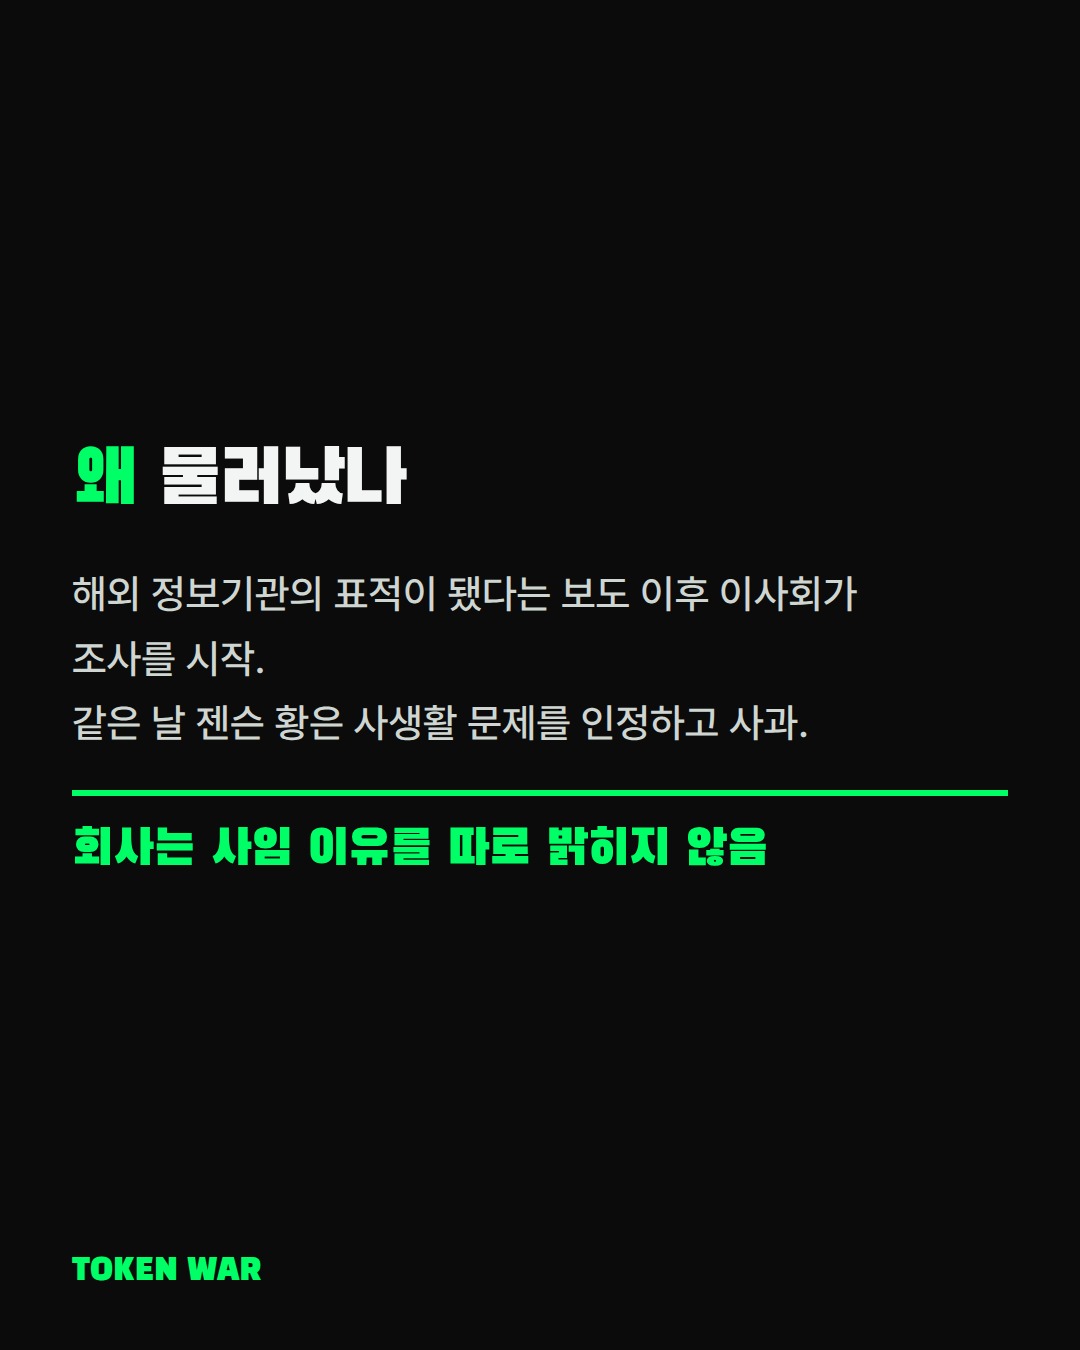 왜 물러났나
해외 정보기관의 표적이 됐다는 보도 이후 이사회가
조사를 시작.
같은 날 젠슨 황은 사생활 문제를 인정하고 사과.
회사는 사임 이유를 따로 밝히지 않음
TOKEN WAR